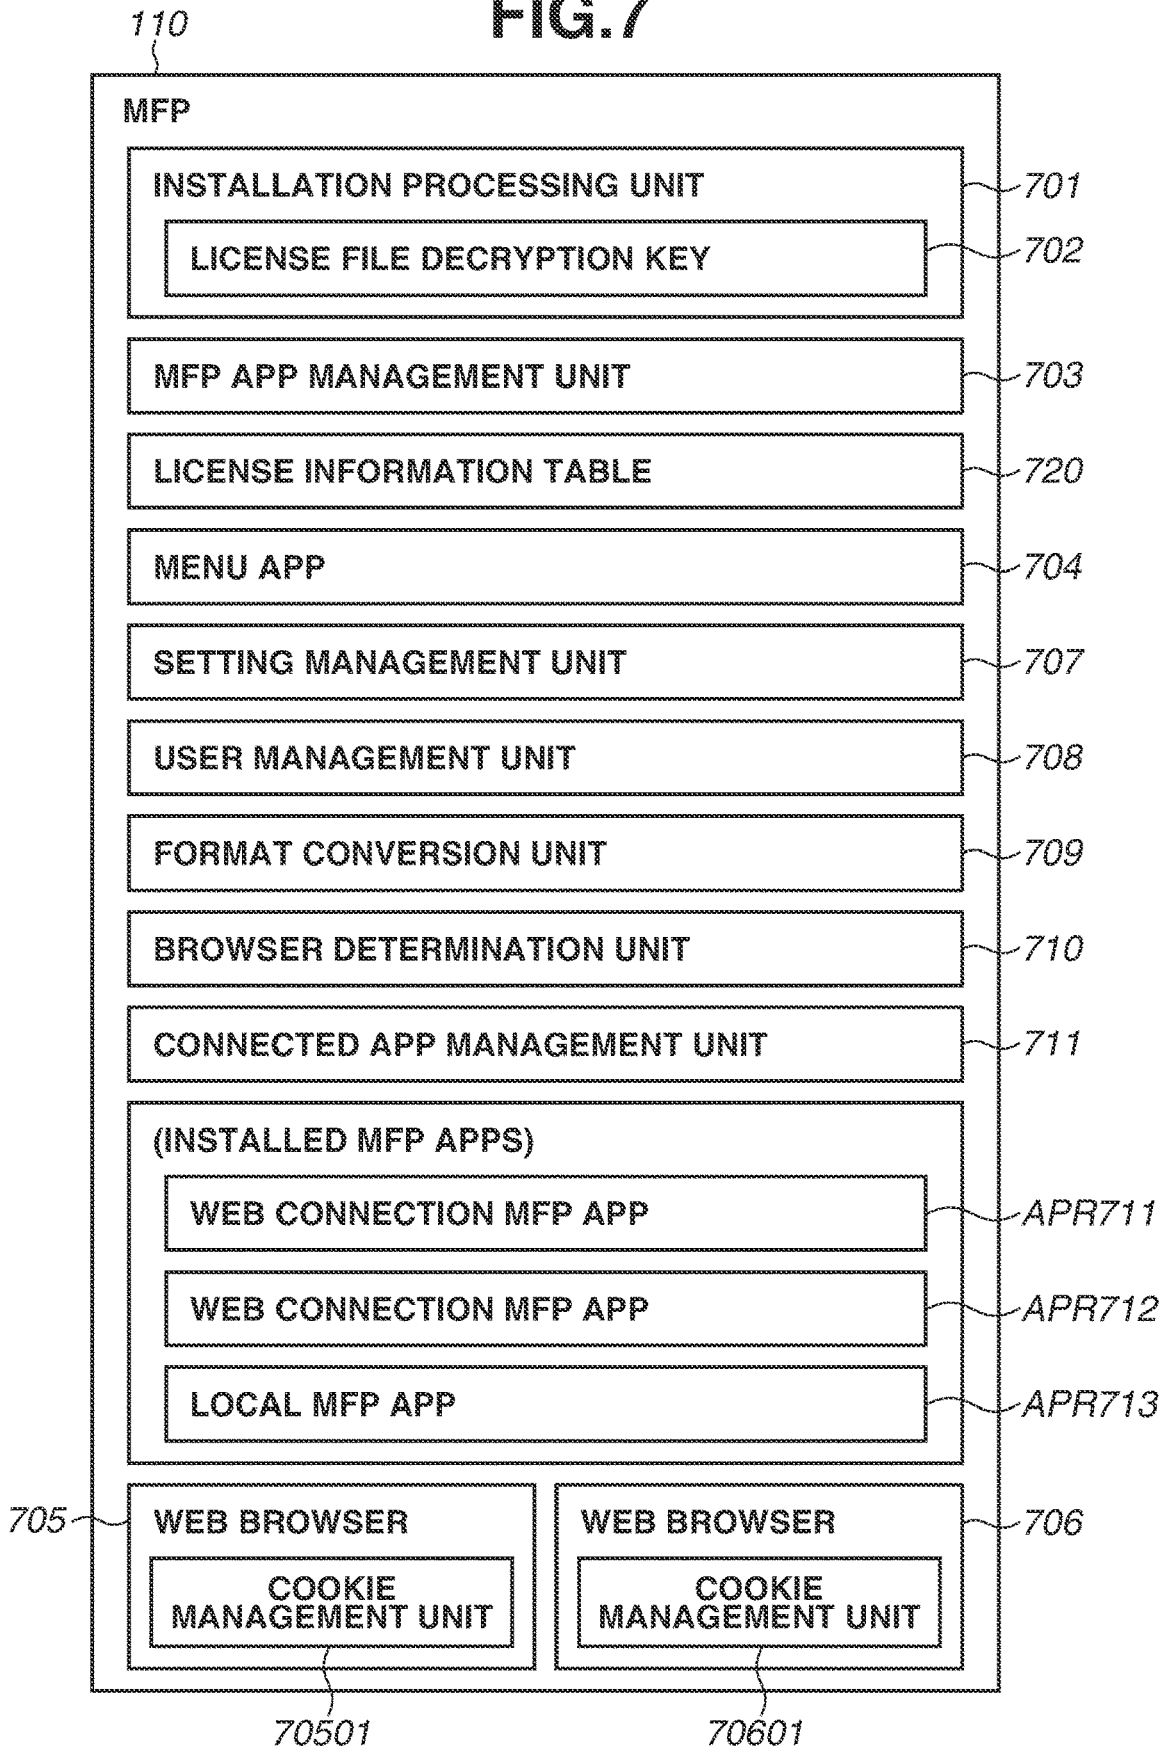 FIG.7
110
MFP
INSTALLATION PROCESSING UNIT
701
LICENSE FILE DECRYPTION KEY
702
MFP APP MANAGEMENT UNIT
703
LICENSE INFORMATION TABLE
720
MENU APP
704
SETTING MANAGEMENT UNIT
707
USER MANAGEMENT UNIT
708
FORMAT CONVERSION UNIT
709
BROWSER DETERMINATION UNIT
710
CONNECTED APP MANAGEMENT UNIT
711
(INSTALLED MFP APPS)
WEB CONNECTION MFP APP
APR711
WEB CONNECTION MFP APP
APR712
LOCAL MFP APP
APR713
705
WEB BROWSER
COOKIE
MANAGEMENT UNIT
70501
WEB BROWSER
706
COOKIE
MANAGEMENT UNIT
70601